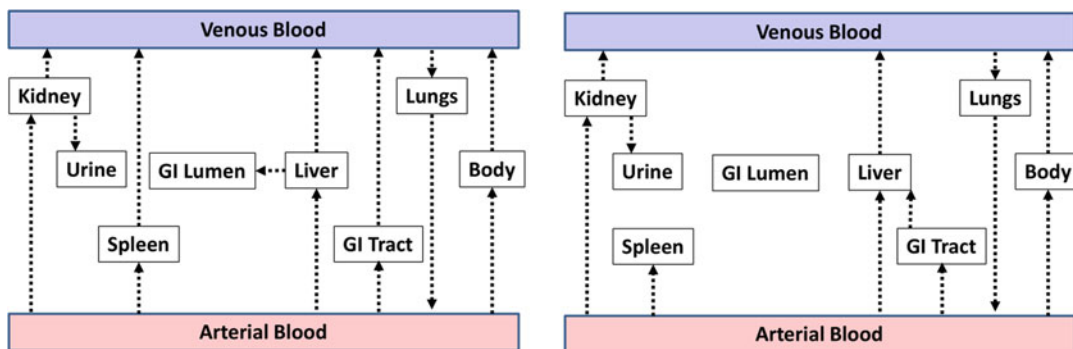 Venous Blood
Kidney
Lungs
Urine
GI Lumen
Liver
Body
Spleen
GI Tract
Arterial Blood
Venous Blood
Kidney
Lungs
Urine
GI Lumen
Liver
Body
Spleen
GI Tract
Arterial Blood